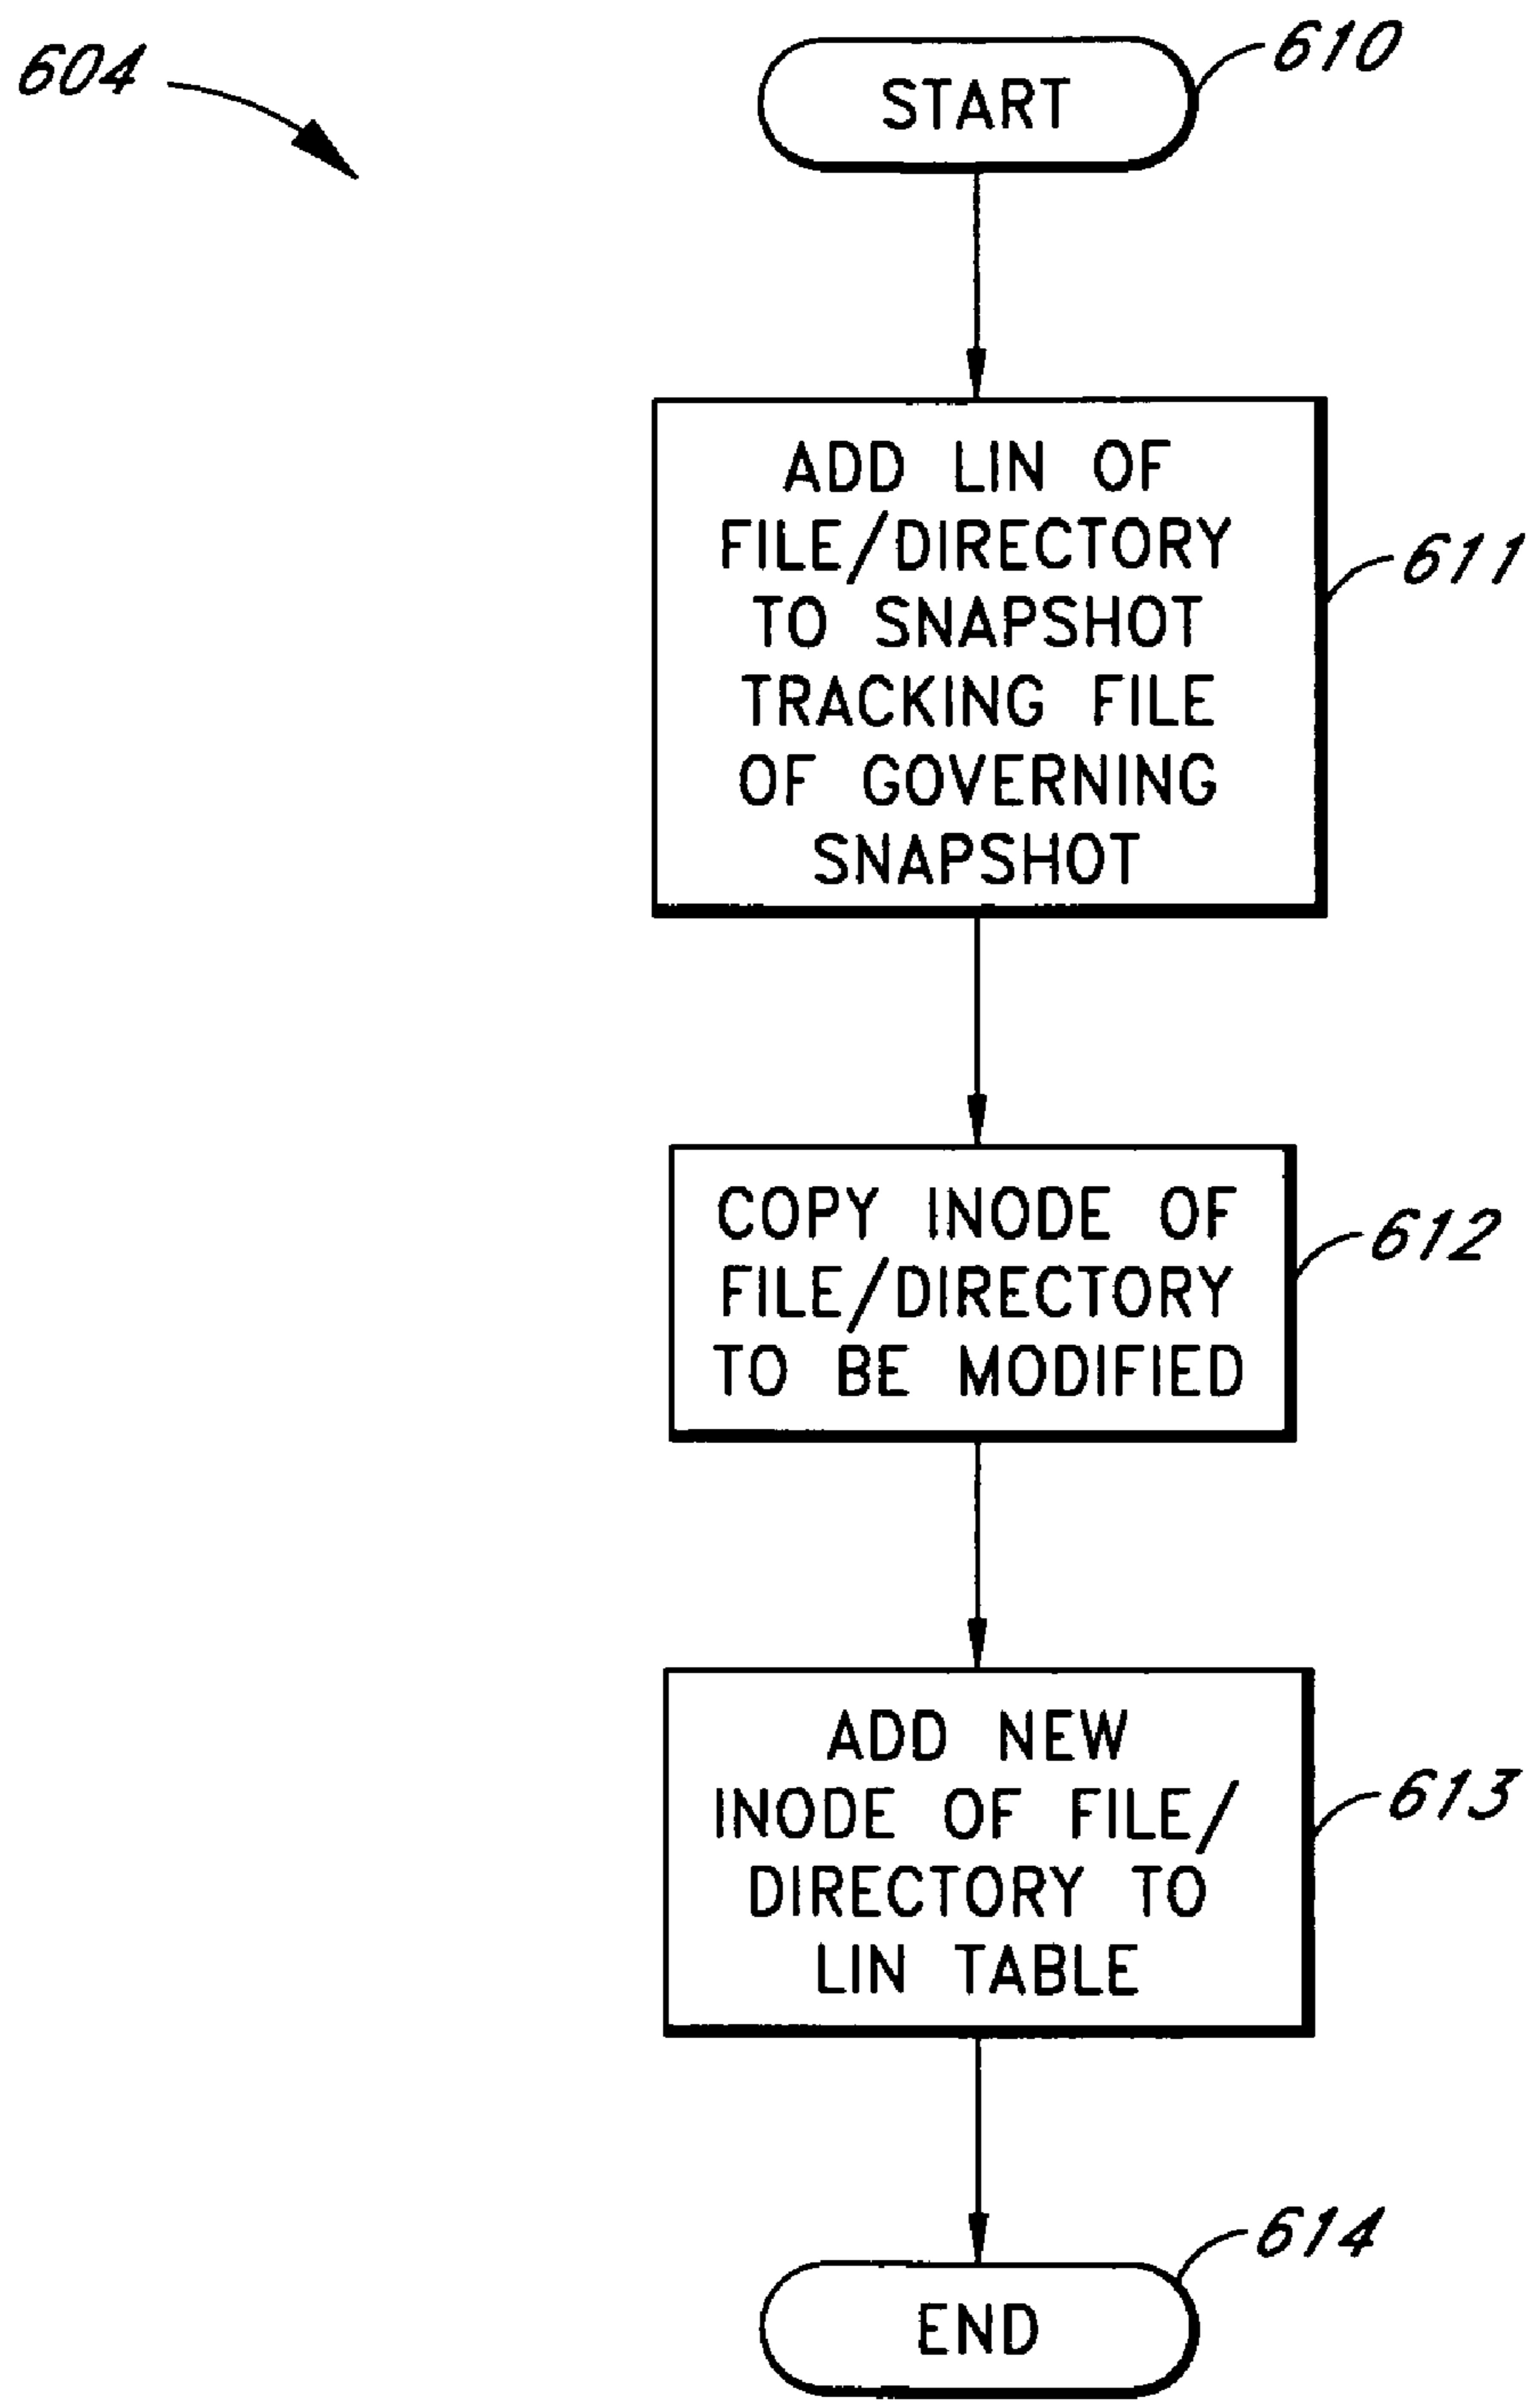 604
START
610
ADD LIN OF
FILE/DIRECTORY
TO SNAPSHOT
TRACKING FILE
OF GOVERNING
SNAPSHOT
611
COPY INODE OF
FILE/DIRECTORY
TO BE MODIFIED
612
ADD NEW
INODE OF FILE/
DIRECTORY TO
LIN TABLE
613
END
614